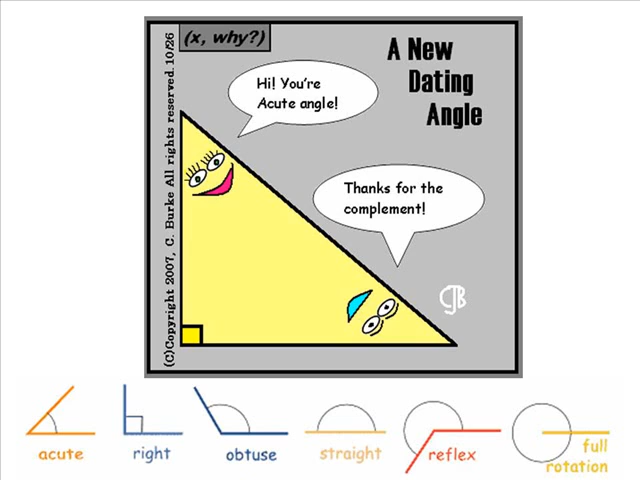 (x, why?)
A New
Dating
Angle
Hi! You're
Acute angle!
Thanks for the
complement!
(C)Copyright 2007, C. Burke All rights reserved. 10/26
CJB
acute
right
obtuse
straight
reflex
full
rotation